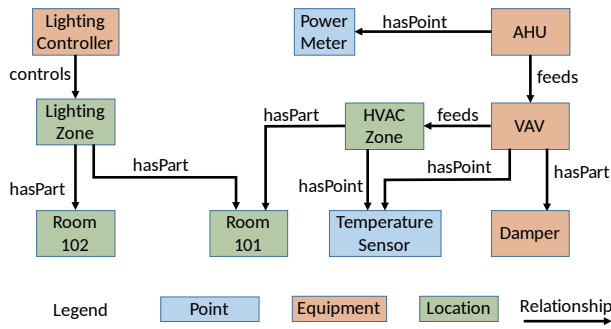 Lighting
Controller
Power
Meter
hasPoint
AHU
controls
feeds
Lighting
Zone
hasPart
HVAC
Zone
feeds
VAV
hasPart
hasPoint
hasPart
hasPart
hasPoint
Room
102
Room
101
Temperature
Sensor
Damper
Legend
Point
Equipment
Location
Relationship